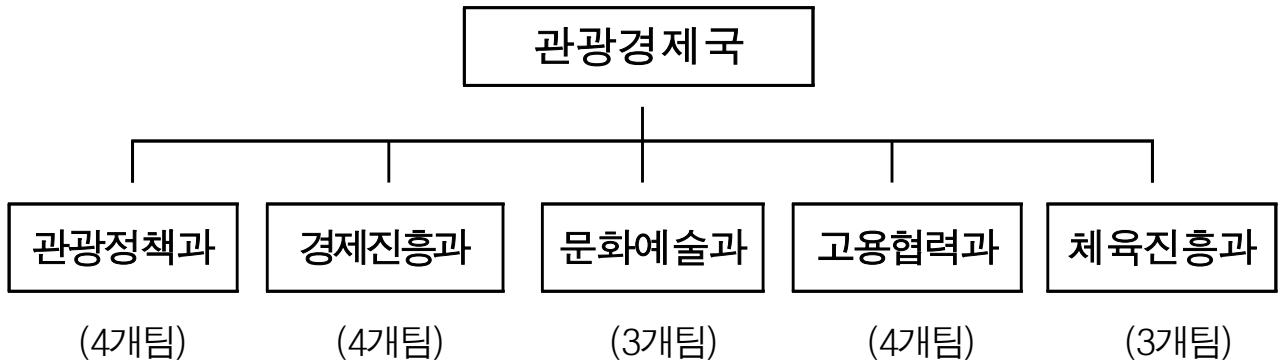 관광경제국
관광정책과 경제진흥과 문화예술과 고용협력과 체육진흥과
(4개팀) (4개팀) (3개팀) (4개팀) (3개팀)